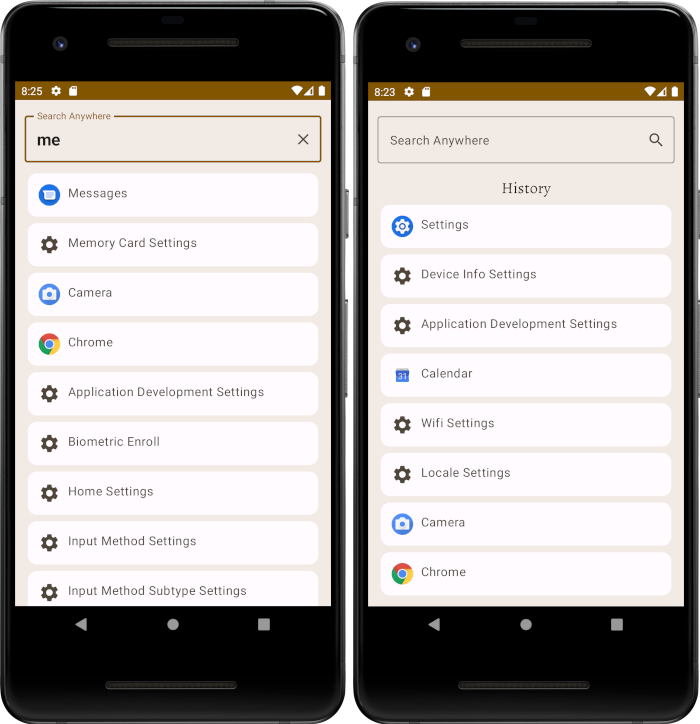 8:25
Search Anywhere
me
Messages
Memory Card Settings
Camera
Chrome
Application Development Settings
Biometric Enroll
Home Settings
Input Method Settings
Input Method Subtype Settings
8:23
Search Anywhere
History
Settings
Device Info Settings
Application Development Settings
31
Calendar
Wifi Settings
Locale Settings
Camera
Chrome